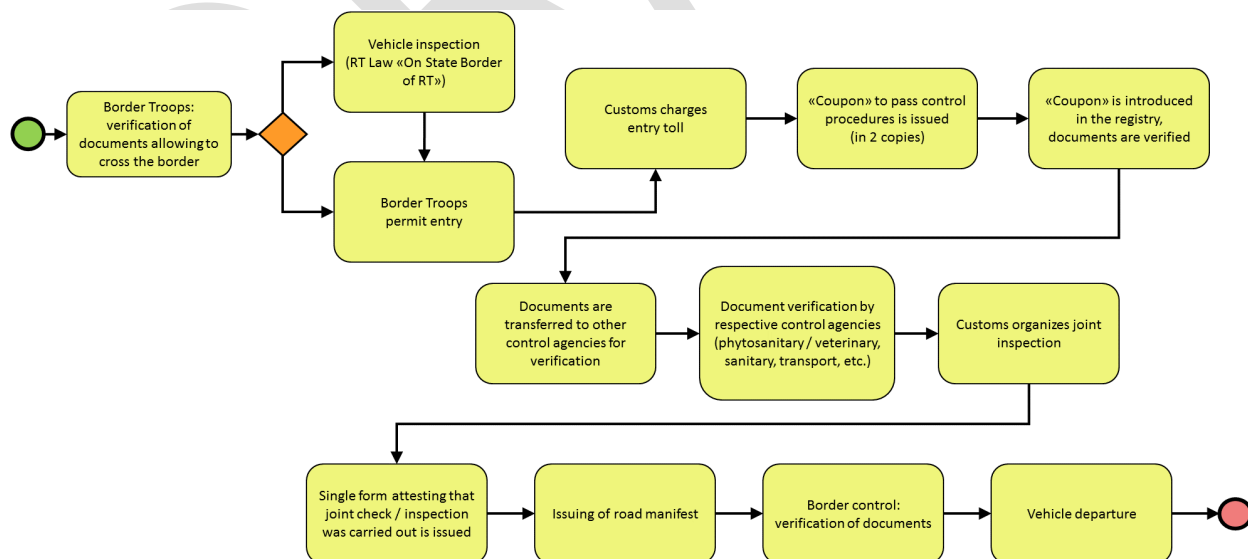 Border Troops:
verification of
documents allowing to
cross the border
Vehicle inspection
(RT Law «On State Border
of RT»)
Border Troops
permit entry
Customs charges
entry toll
«Coupon» to pass control
procedures is issued
(in 2 copies)
«Coupon» is introduced
in the registry,
documents are verified
Documents are
transferred to other
control agencies for
verification
Document verification by
respective control agencies
(phytosanitary / veterinary,
sanitary, transport, etc.)
Customs organizes joint
inspection
Single form attesting that
joint check / inspection
was carried out is issued
Issuing of road manifest
Border control:
verification of documents
Vehicle departure